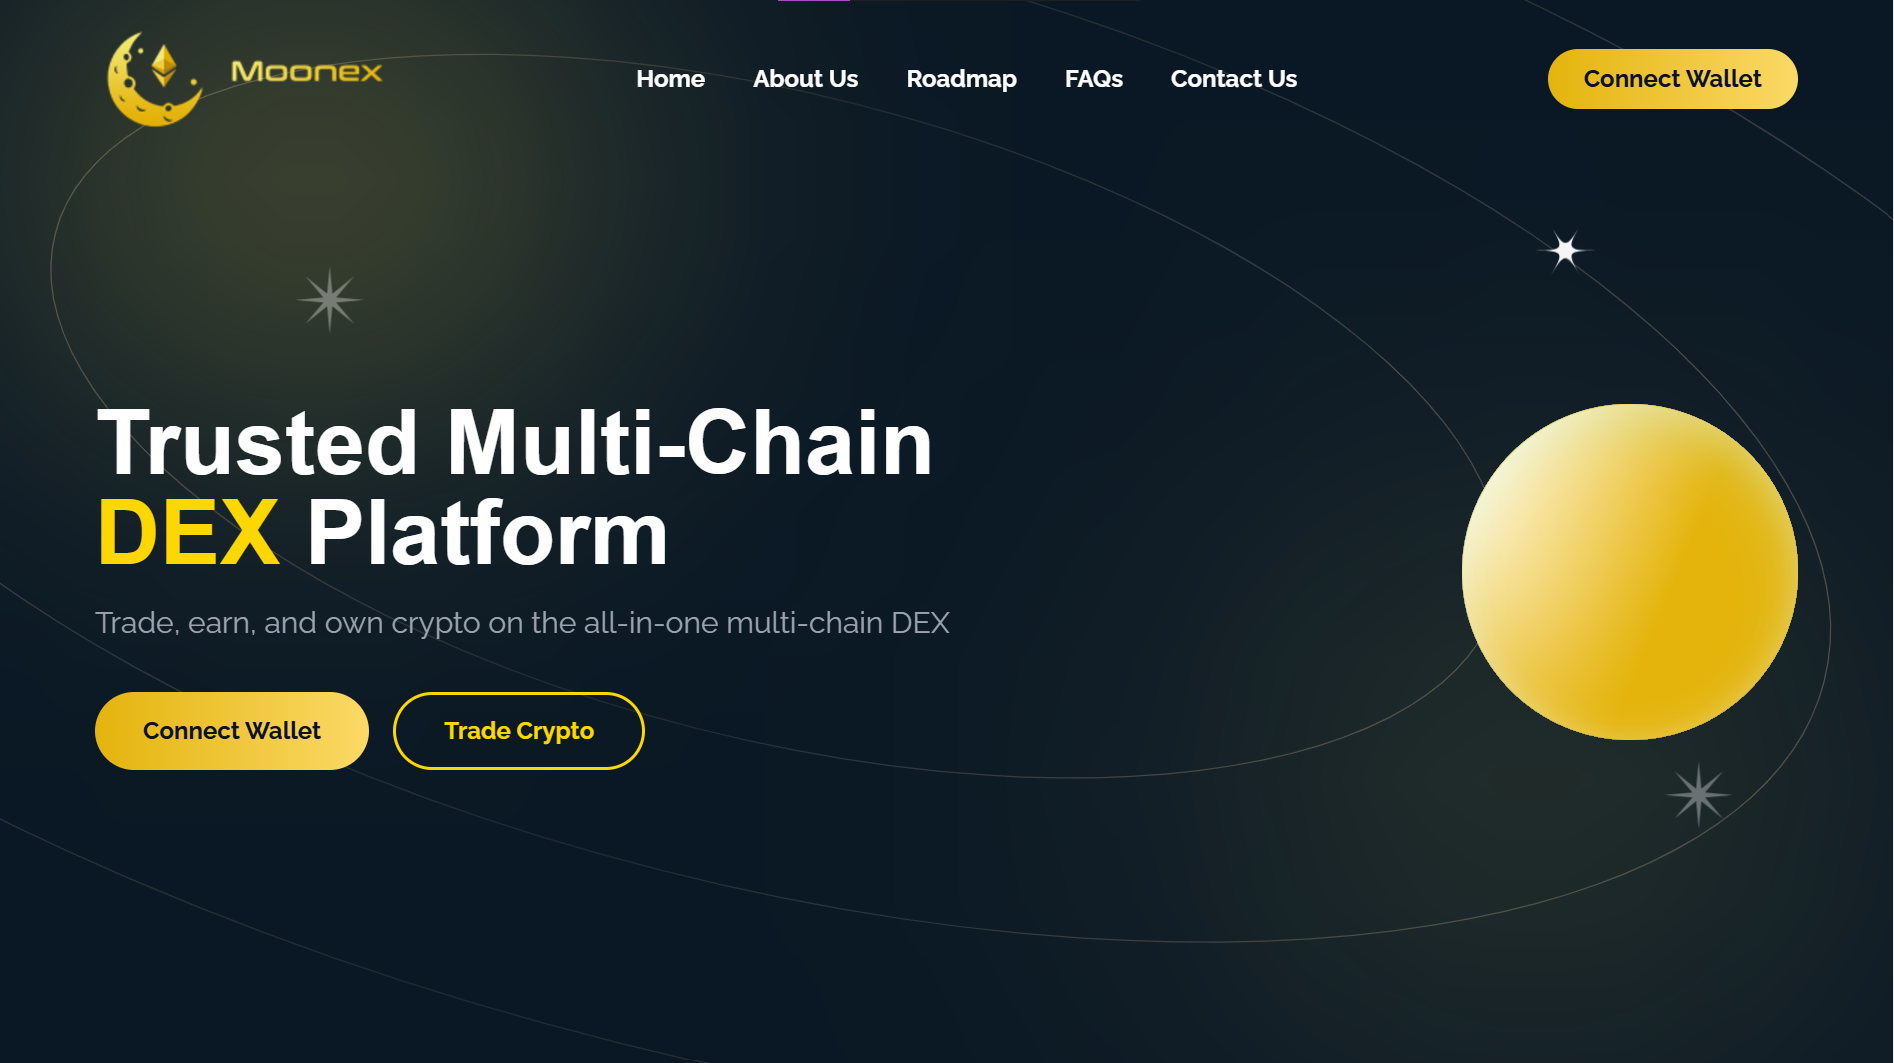 Moonex
Home About Us Roadmap FAQs Contact Us
Connect Wallet
Trusted Multi-Chain
DEX Platform
Trade, earn, and own crypto on the all-in-one multi-chain DEX
Connect Wallet
Trade Crypto